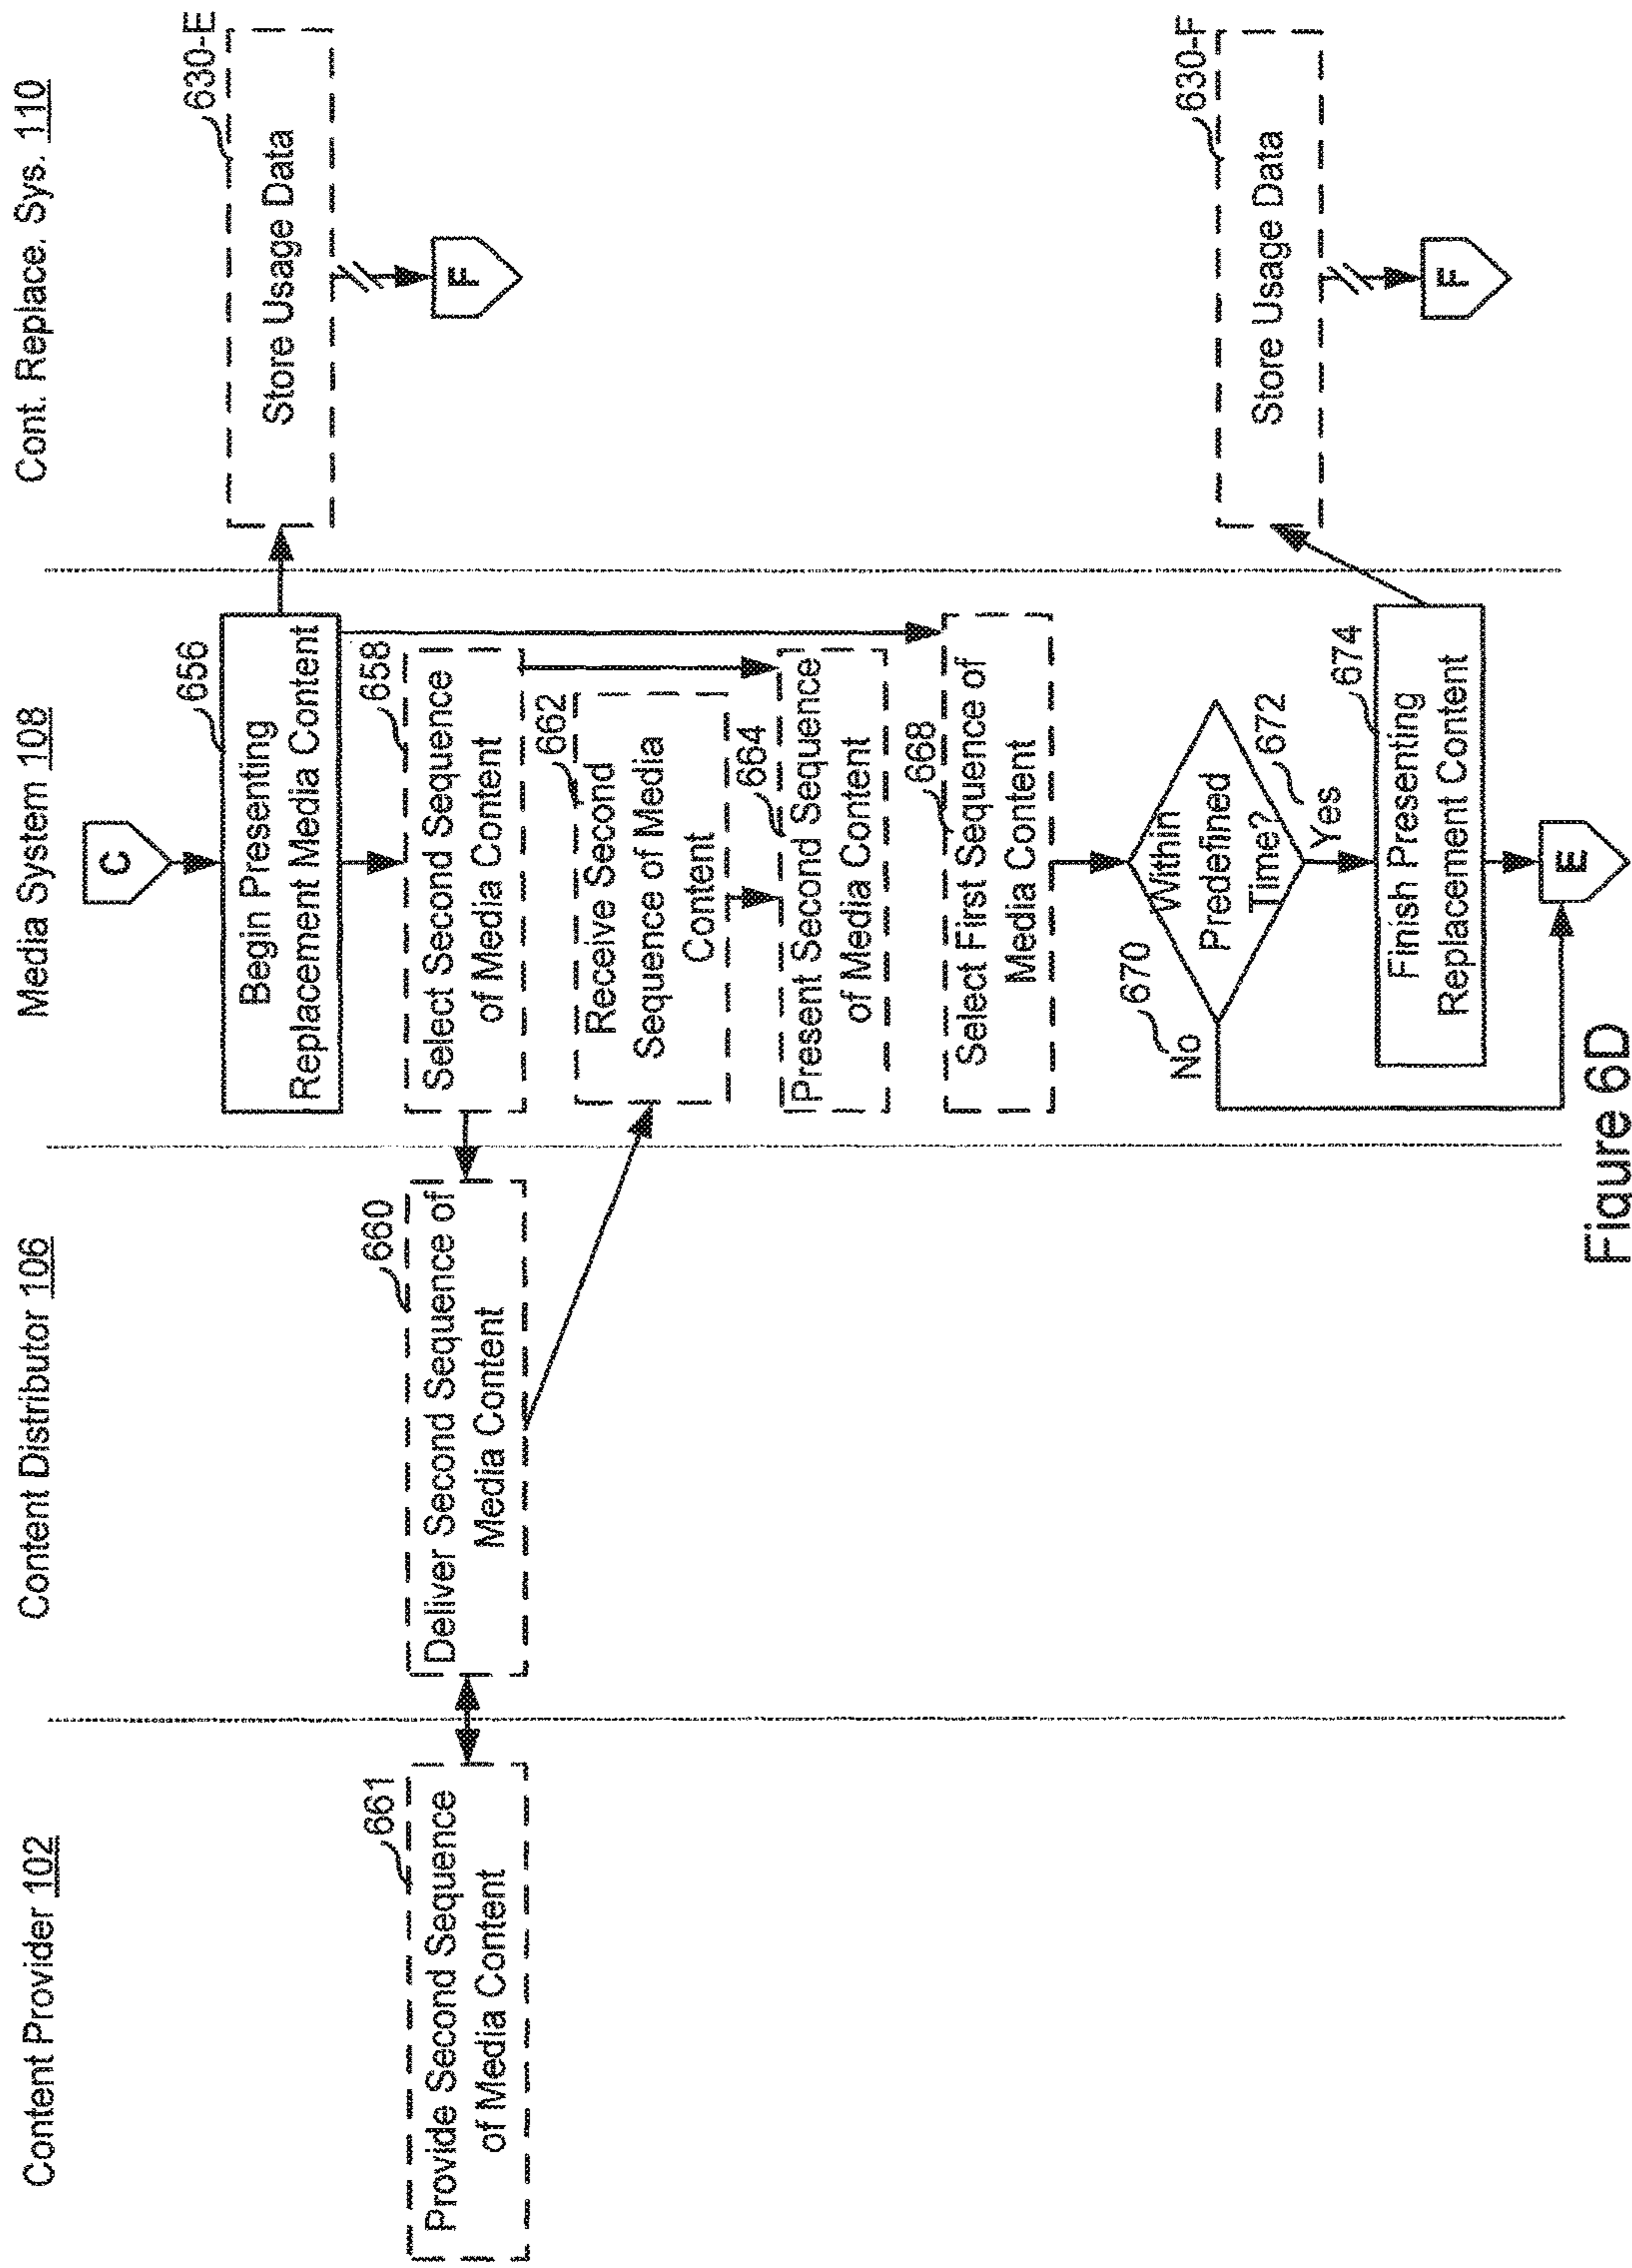 Content Provider 102
Content Distributor 106
Media System 108
Cont. Replace. Sys. 110
C
656
Begin Presenting
Replacement Media Content
630-E
Store Usage Data
F
661
Provide Second Sequence
of Media Content
660
Deliver Second Sequence of
Media Content
658
Select Second Sequence
of Media Content
662
Receive Second
Sequence of Media
Content
664
Present Second Sequence
of Media Content
668
Select First Sequence of
Media Content
Within
Predefined
Time?
670
No
672
Yes
674
Finish Presenting
Replacement Content
630-F
Store Usage Data
F
E
Figure 6D